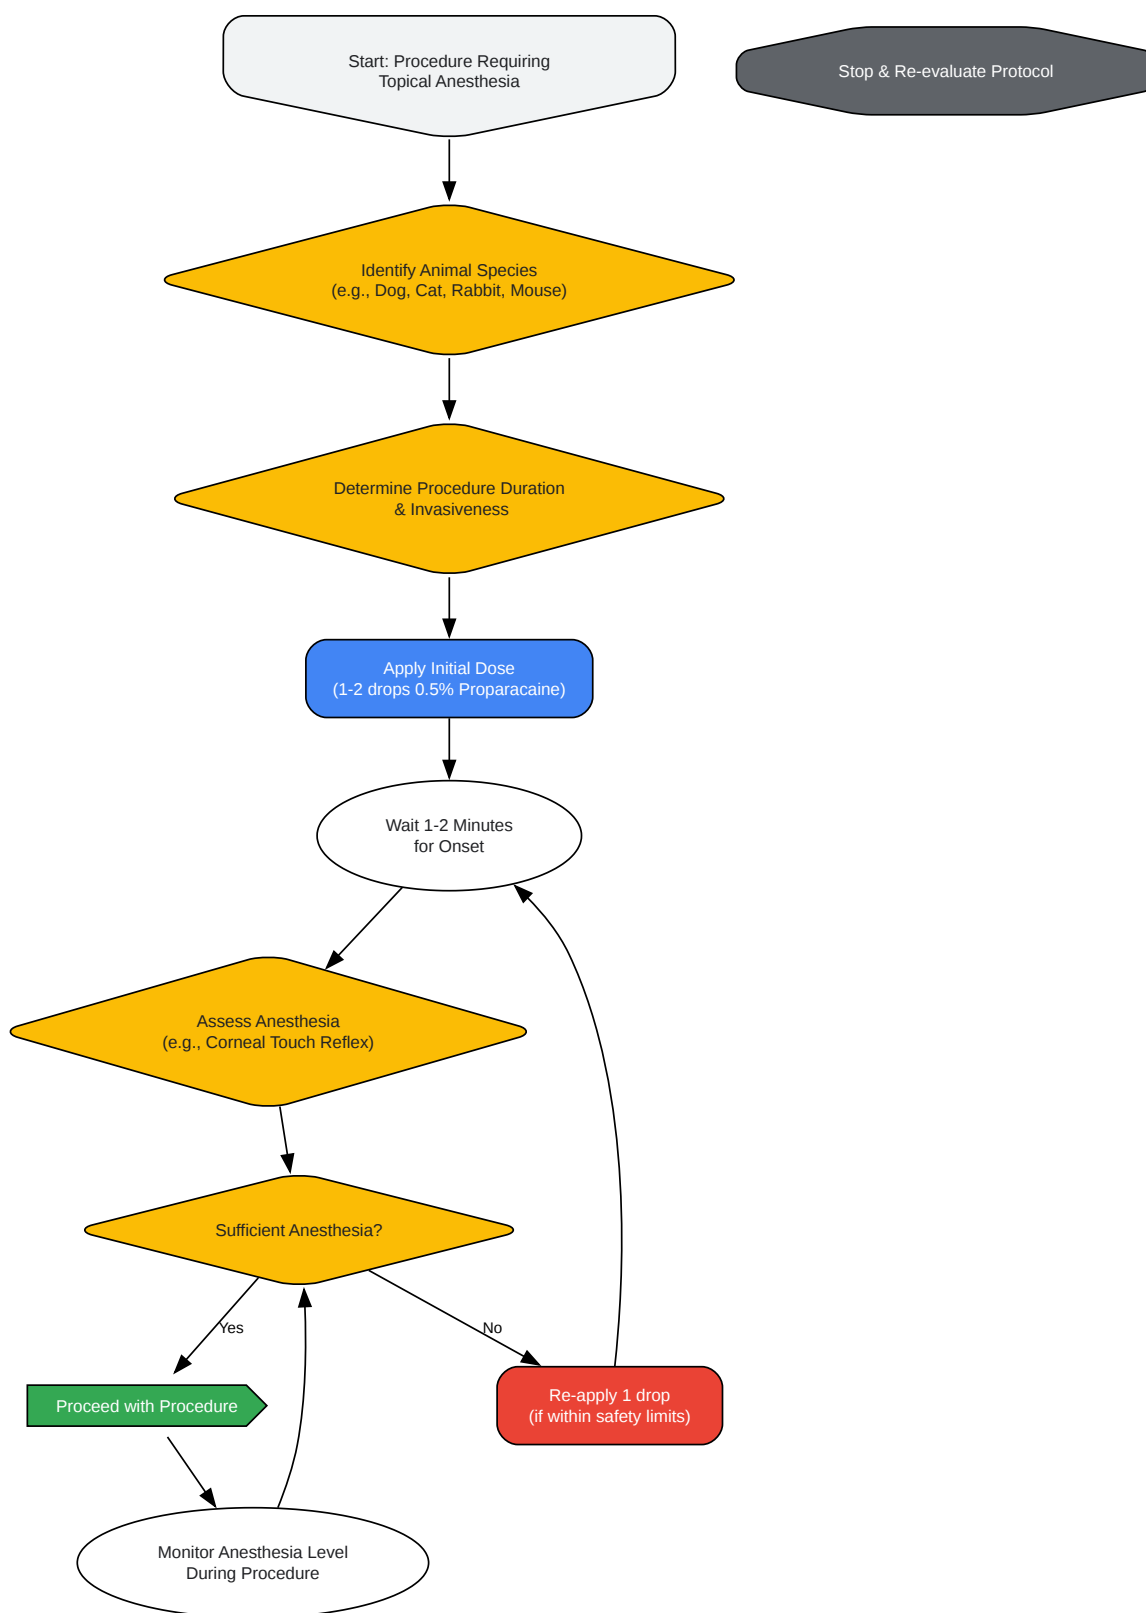 Start: Procedure Requiring
Topical Anesthesia
Stop & Re-evaluate Protocol
Identify Animal Species
(e.g., Dog, Cat, Rabbit, Mouse)
Determine Procedure Duration
& Invasiveness
Apply Initial Dose
(1-2 drops 0.5% Proparacaine)
Wait 1-2 Minutes
for Onset
Assess Anesthesia
(e.g., Corneal Touch Reflex)
Sufficient Anesthesia?
Yes
No
Proceed with Procedure
Re-apply 1 drop
(if within safety limits)
Monitor Anesthesia Level
During Procedure